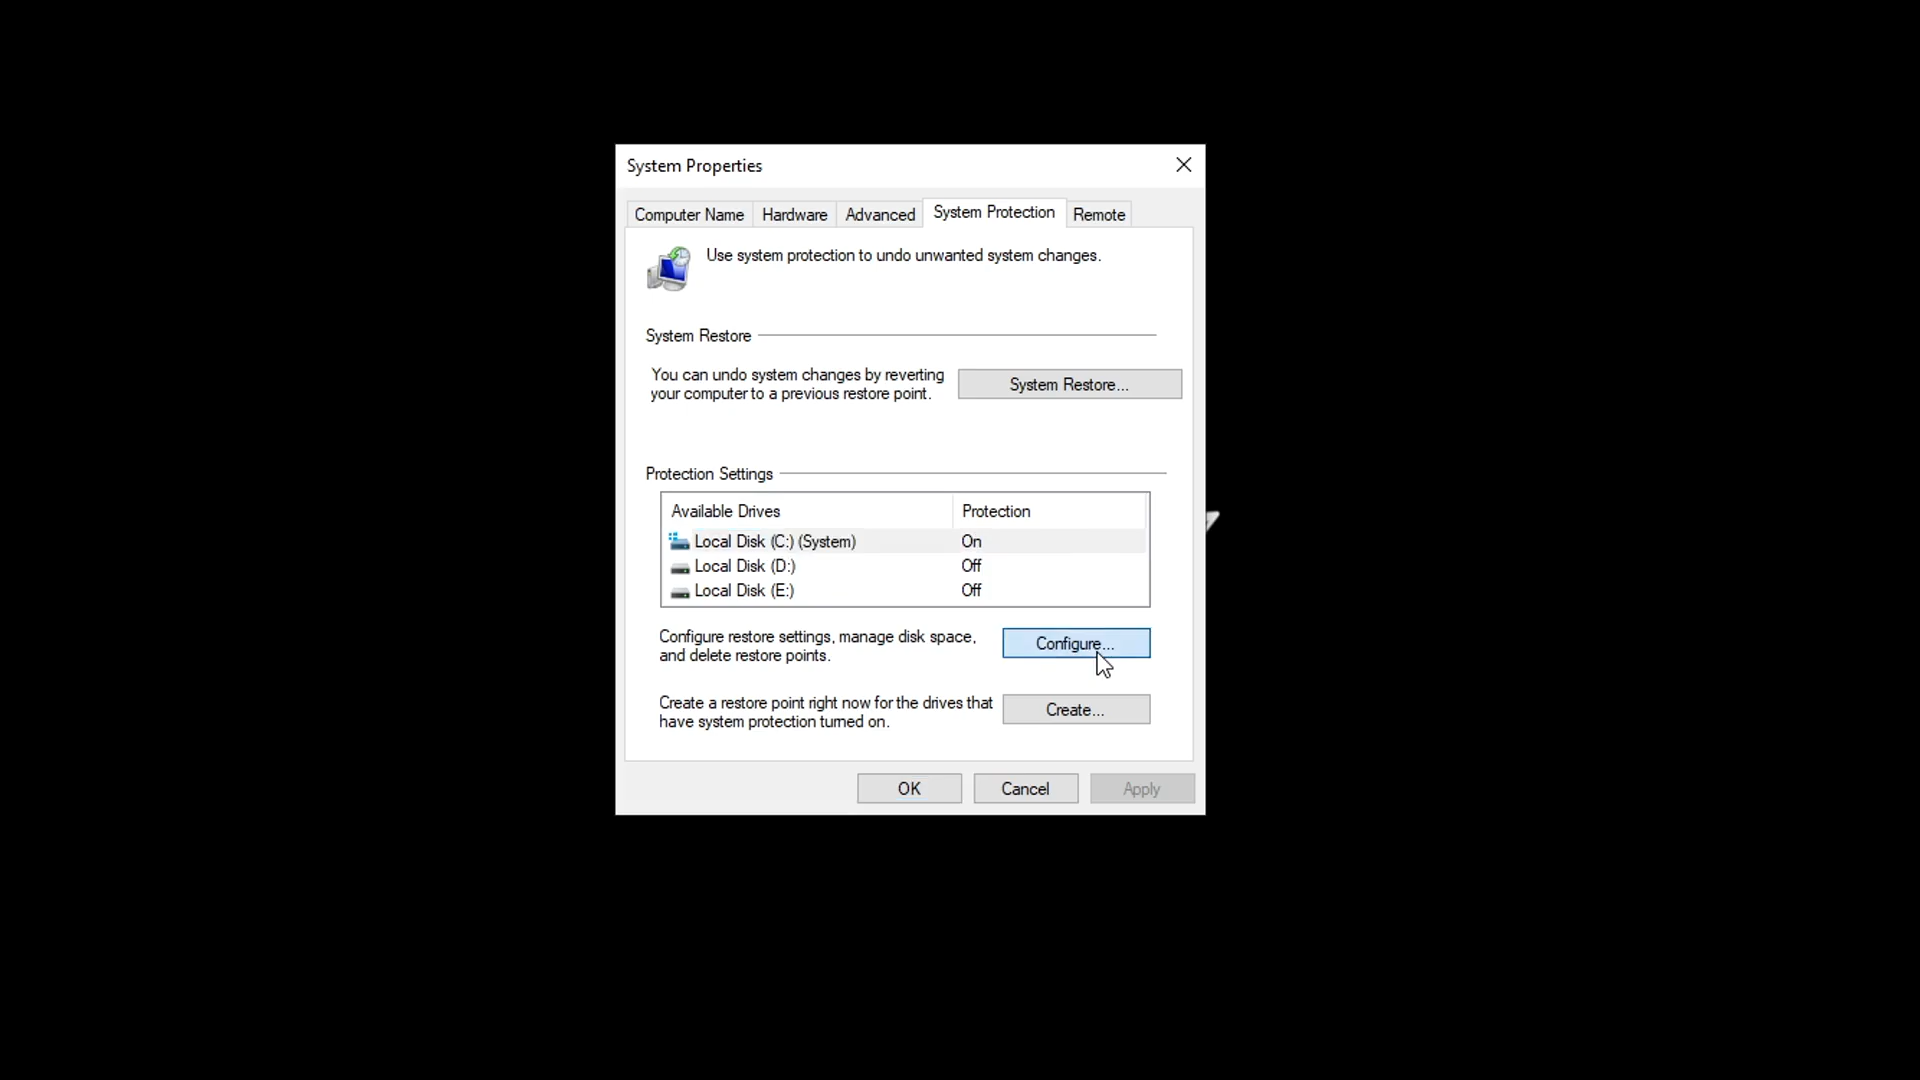 System Properties
Computer Name Hardware Advanced System Protection Remote
Use system protection to undo unwanted system changes.
System Restore
You can undo system changes by reverting
your computer to a previous restore point.
System Restore...
Protection Settings
Available Drives Protection
Local Disk (C:) (System) On
Local Disk (D:) Off
Local Disk (E:) Off
Configure restore settings, manage disk space,
and delete restore points.
Configure...
Create a restore point right now for the drives that
have system protection turned on.
Create...
OK Cancel Apply